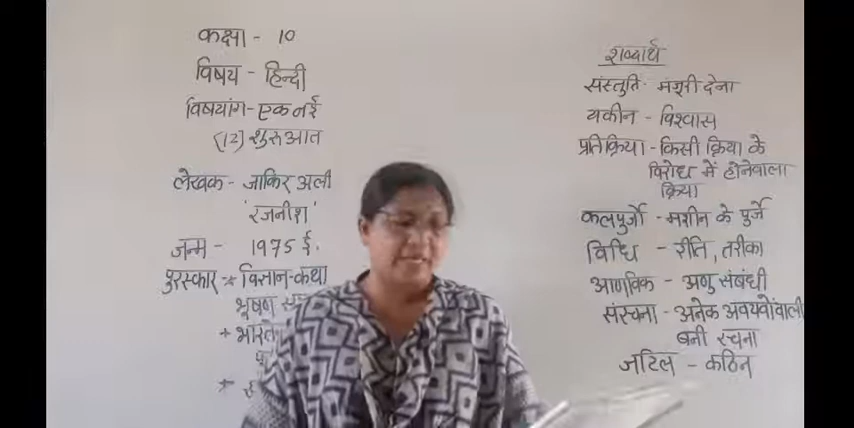 कक्षा - 10
विषय - हिन्दी
विषयांग - एक नई
(12) शुरुआत
लेखक - जाकिर अली
'रजनीश'
जन्म - 1975 ई.
पुरस्कार * विज्ञान-कथा
भूषण
* भारते
*
शब्दार्थ
संस्तुति - मंजूरी देना
यकीन - विश्वास
प्रतिक्रिया - किसी क्रिया के
विरोध में होनेवाला
क्रिया
कलपुर्जो - मशीन के पुर्जे
विधि - रीति, तरीका
आणविक - अणु संबंधी
संरचना - अनेक अवयवोंवाली
बनी रचना
जटिल - कठिन